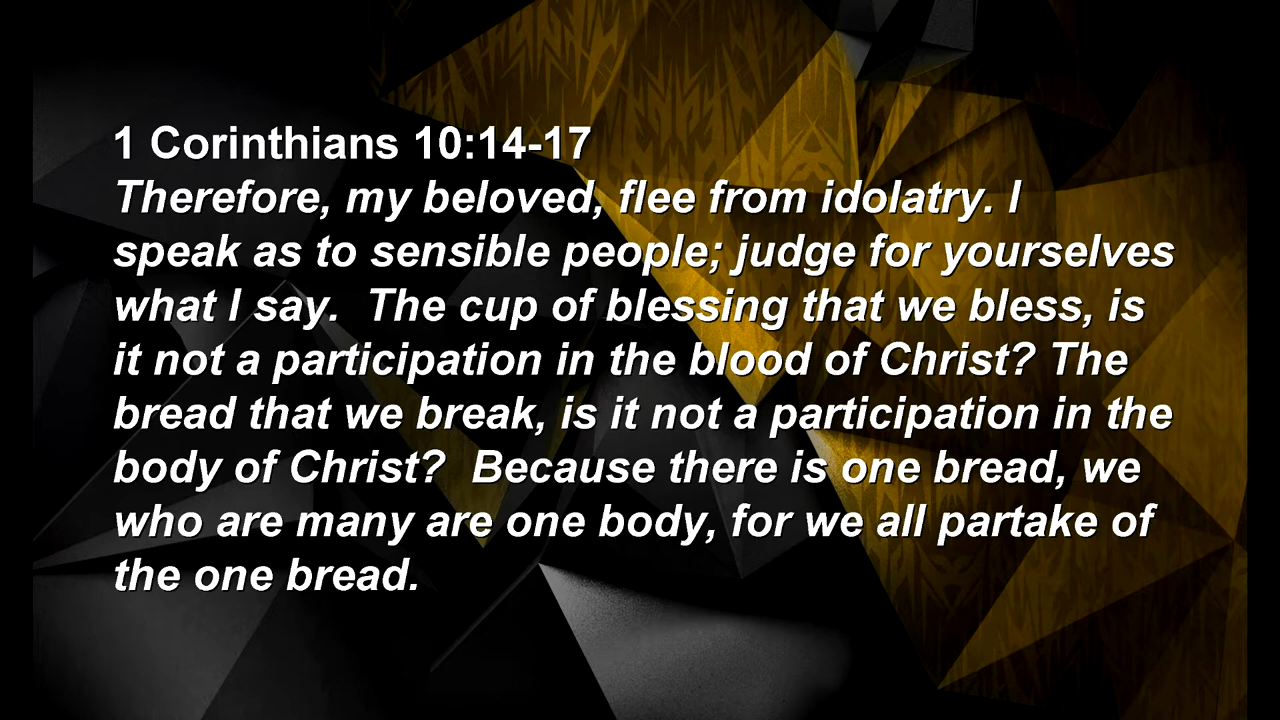 1 Corinthians 10:14-17
Therefore, my beloved, flee from idolatry. I
speak as to sensible people; judge for yourselves
what I say.  The cup of blessing that we bless, is
it not a participation in the blood of Christ? The
bread that we break, is it not a participation in the
body of Christ?  Because there is one bread, we
who are many are one body, for we all partake of
the one bread.